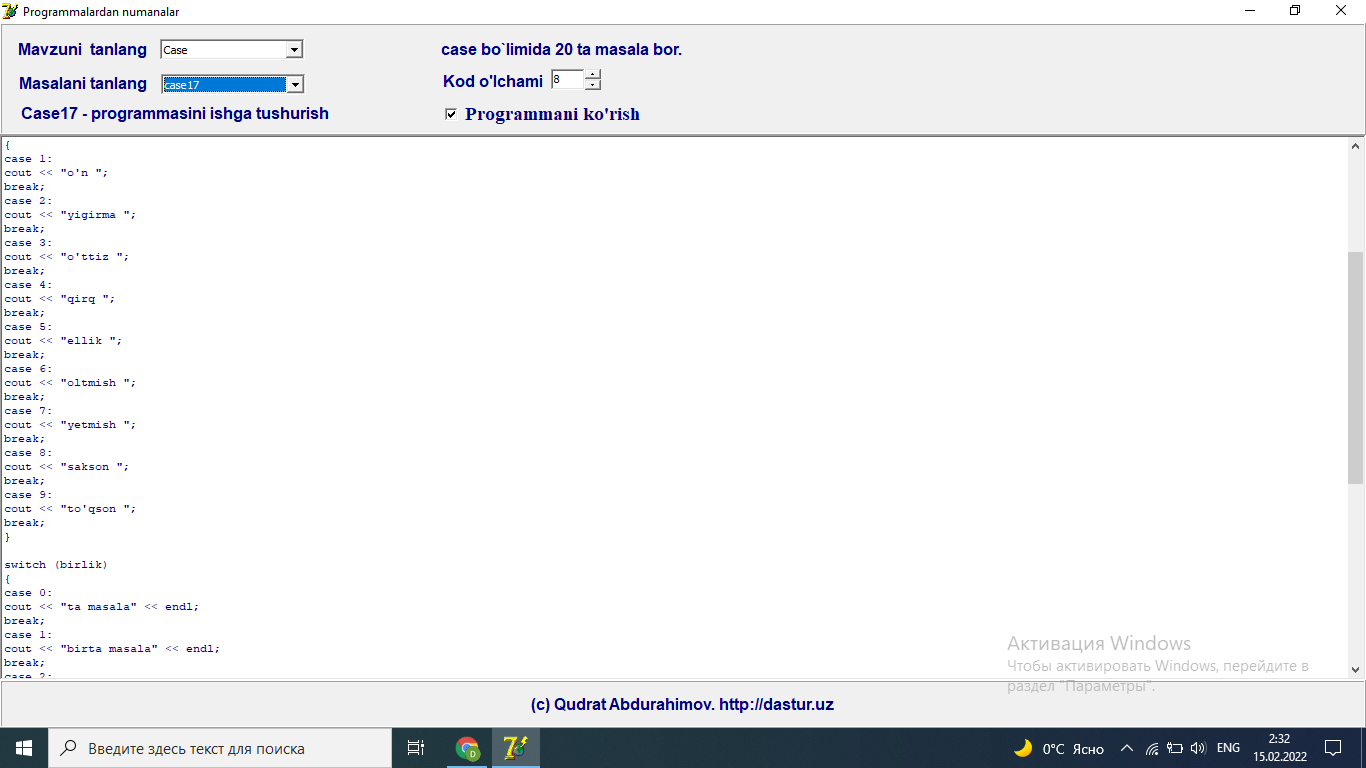 Programmalardan numanalar
Mavzuni tanlang Case case bo`limida 20 ta masala bor.
Masalani tanlang case17 Kod o'lchami 8
Case17 - programmasini ishga tushurish Programmani ko'rish
{
case 1:
cout << "o'n ";
break;
case 2:
cout << "yigirma ";
break;
case 3:
cout << "o'ttiz ";
break;
case 4:
cout << "qirq ";
break;
case 5:
cout << "ellik ";
break;
case 6:
cout << "oltmish ";
break;
case 7:
cout << "yetmish ";
break;
case 8:
cout << "sakson ";
break;
case 9:
cout << "to'qson ";
break;
}
switch (birlik)
{
case 0:
cout << "ta masala" << endl;
break;
case 1:
cout << "birta masala" << endl;
break;
case 2:
Активация Windows
Чтобы активировать Windows, перейдите в
раздел "Параметры".
(c) Qudrat Abdurahimov. http://dastur.uz
Введите здесь текст для поиска
0°C Ясно
ENG
2:32
15.02.2022